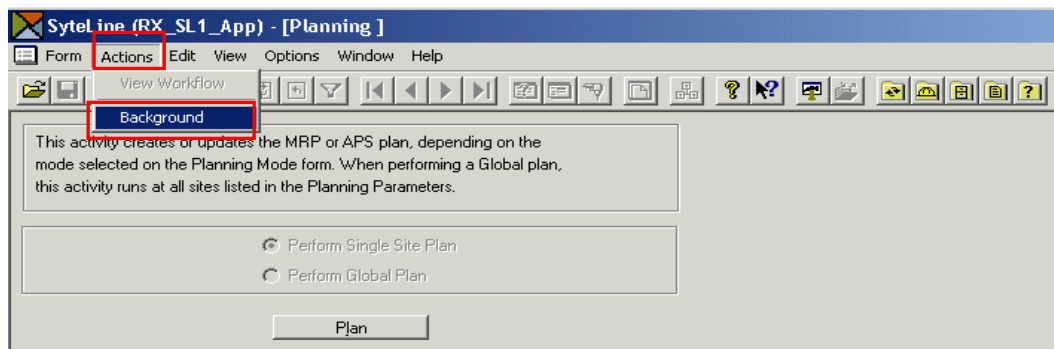 SyteLine (RX_SL1_App) - [Planning ]
Form Actions Edit View Options Window Help
View Workflow
Background
This activity creates or updates the MRP or APS plan, depending on the
mode selected on the Planning Mode form. When performing a Global plan,
this activity runs at all sites listed in the Planning Parameters.
Perform Single Site Plan
Perform Global Plan
Plan